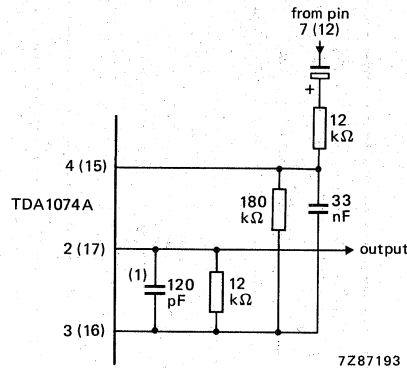 from pin
7 (12)
+
12
kΩ
4 (15)
180
kΩ
33
nF
TDA1074A
2 (17)
output
(1)
120
pF
12
kΩ
3 (16)
7Z87193